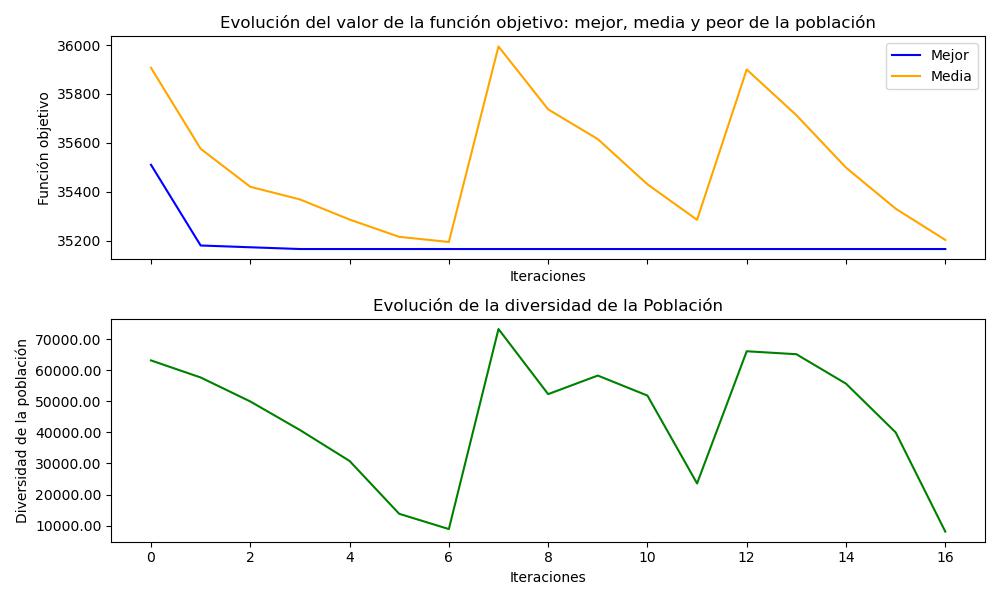 Evolución del valor de la función objetivo: mejor, media y peor de la población
36000
35800
35600
35400
35200
Función objetivo
Mejor
Media
Iteraciones
Evolución de la diversidad de la Población
70000.00
60000.00
50000.00
40000.00
30000.00
20000.00
10000.00
Diversidad de la población
0 2 4 6 8 10 12 14 16
Iteraciones